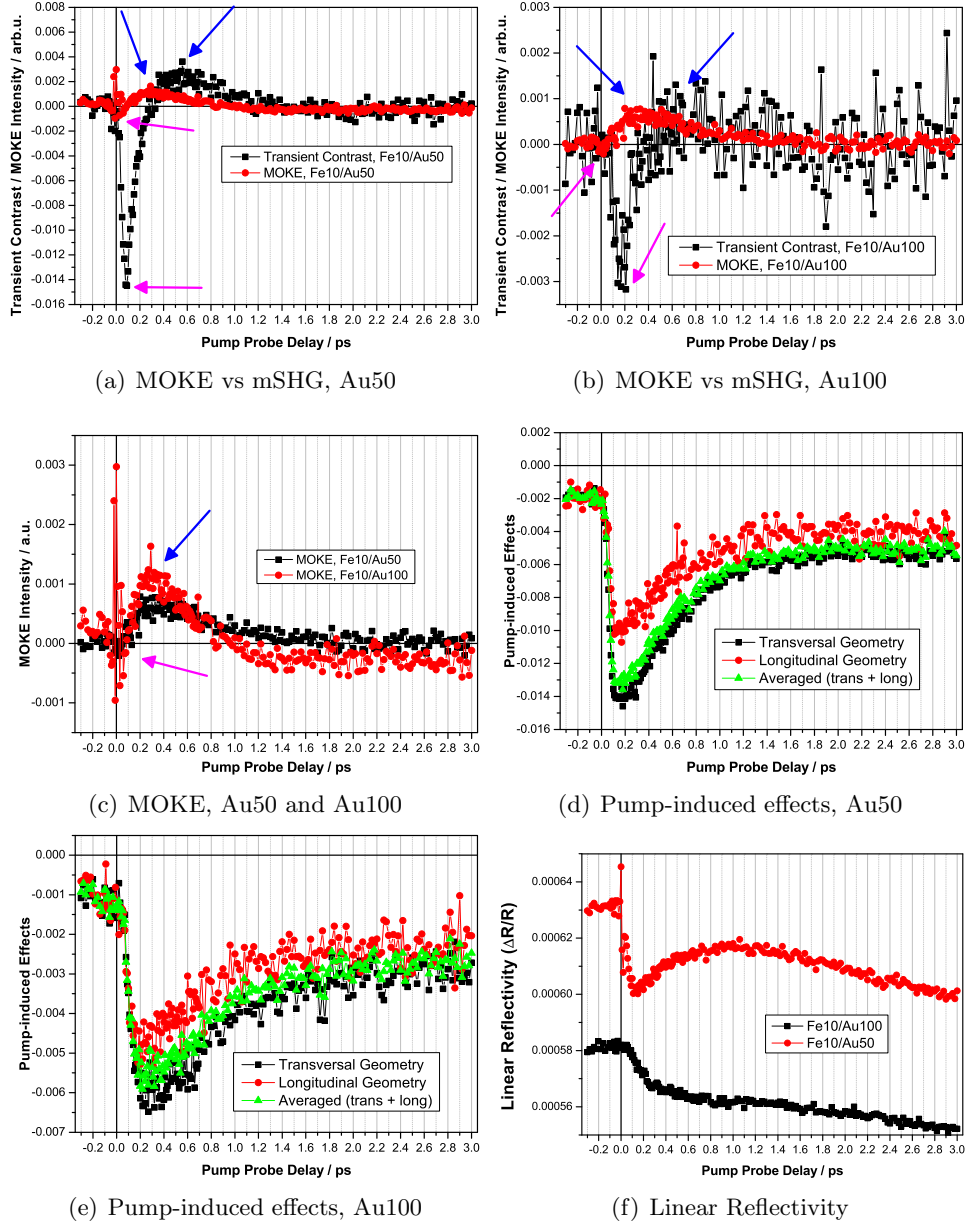 Transient Contrast / MOKE Intensity / arb.u.
0.008
0.006
0.004
0.002
0.000
-0.002
-0.004
-0.006
-0.008
-0.010
-0.012
-0.014
-0.016
Transient Contrast, Fe10/Au50
MOKE, Fe10/Au50
-0.2 0.0 0.2 0.4 0.6 0.8 1.0 1.2 1.4 1.6 1.8 2.0 2.2 2.4 2.6 2.8 3.0
Pump Probe Delay / ps
(a) MOKE vs mSHG, Au50
Transient Contrast / MOKE Intensity / arb.u.
0.003
0.002
0.001
0.000
-0.001
-0.002
-0.003
Transient Contrast, Fe10/Au100
MOKE, Fe10/Au100
-0.2 0.0 0.2 0.4 0.6 0.8 1.0 1.2 1.4 1.6 1.8 2.0 2.2 2.4 2.6 2.8 3.0
Pump Probe Delay / ps
(b) MOKE vs mSHG, Au100
MOKE Intensity / a.u.
0.003
0.002
0.001
0.000
-0.001
MOKE, Fe10/Au50
MOKE, Fe10/Au100
-0.2 0.0 0.2 0.4 0.6 0.8 1.0 1.2 1.4 1.6 1.8 2.0 2.2 2.4 2.6 2.8 3.0
Pump Probe Delay / ps
(c) MOKE, Au50 and Au100
Pump-induced Effects
0.002
0.000
-0.002
-0.004
-0.006
-0.008
-0.010
-0.012
-0.014
-0.016
Transversal Geometry
Longitudinal Geometry
Averaged (trans + long)
-0.2 0.0 0.2 0.4 0.6 0.8 1.0 1.2 1.4 1.6 1.8 2.0 2.2 2.4 2.6 2.8 3.0
Pump Probe Delay / ps
(d) Pump-induced effects, Au50
Pump-induced Effects
0.000
-0.001
-0.002
-0.003
-0.004
-0.005
-0.006
-0.007
Transversal Geometry
Longitudinal Geometry
Averaged (trans + long)
-0.2 0.0 0.2 0.4 0.6 0.8 1.0 1.2 1.4 1.6 1.8 2.0 2.2 2.4 2.6 2.8 3.0
Pump Probe Delay / ps
(e) Pump-induced effects, Au100
Linear Reflectivity (ΔR/R)
0.00064
0.00062
0.00060
0.00058
0.00056
Fe10/Au100
Fe10/Au50
-0.2 0.0 0.2 0.4 0.6 0.8 1.0 1.2 1.4 1.6 1.8 2.0 2.2 2.4 2.6 2.8 3.0
Pump Probe Delay / ps
(f) Linear Reflectivity